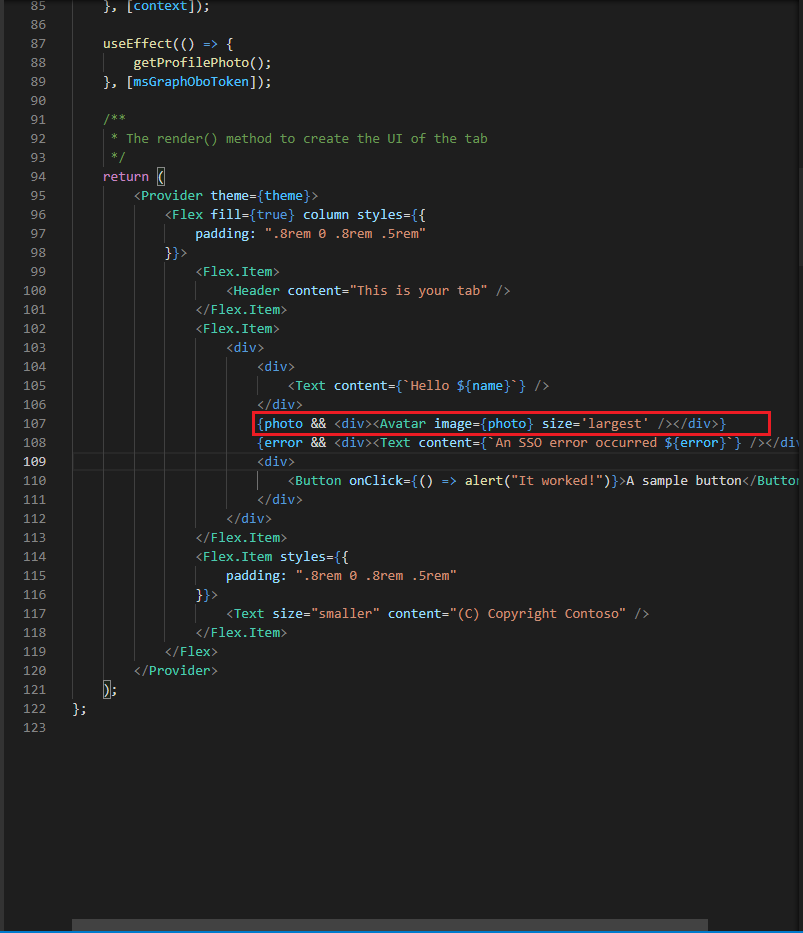 85 }, [context]);
86
87 useEffect(() => {
88 getProfilePhoto();
89 }, [msGraphOboToken]);
90
91 /**
92 * The render() method to create the UI of the tab
93 */
94 return (
95 <Provider theme={theme}>
96 <Flex fill={true} column styles={{
97 padding: ".8rem 0 .8rem .5rem"
98 }}>
99 <Flex.Item>
100 <Header content="This is your tab" />
101 </Flex.Item>
102 <Flex.Item>
103 <div>
104 <div>
105 <Text content={`Hello ${name}`} />
106 </div>
107 {photo && <div><Avatar image={photo} size='largest' /></div>}
108 {error && <div><Text content={`An SSO error occurred ${error}`} /></div
109 <div>
110 <Button onClick={() => alert("It worked!")}>A sample button</Button
111 </div>
112 </div>
113 </Flex.Item>
114 <Flex.Item styles={{
115 padding: ".8rem 0 .8rem .5rem"
116 }}>
117 <Text size="smaller" content="(C) Copyright Contoso" />
118 </Flex.Item>
119 </Flex>
120 </Provider>
121 );
122 };
123